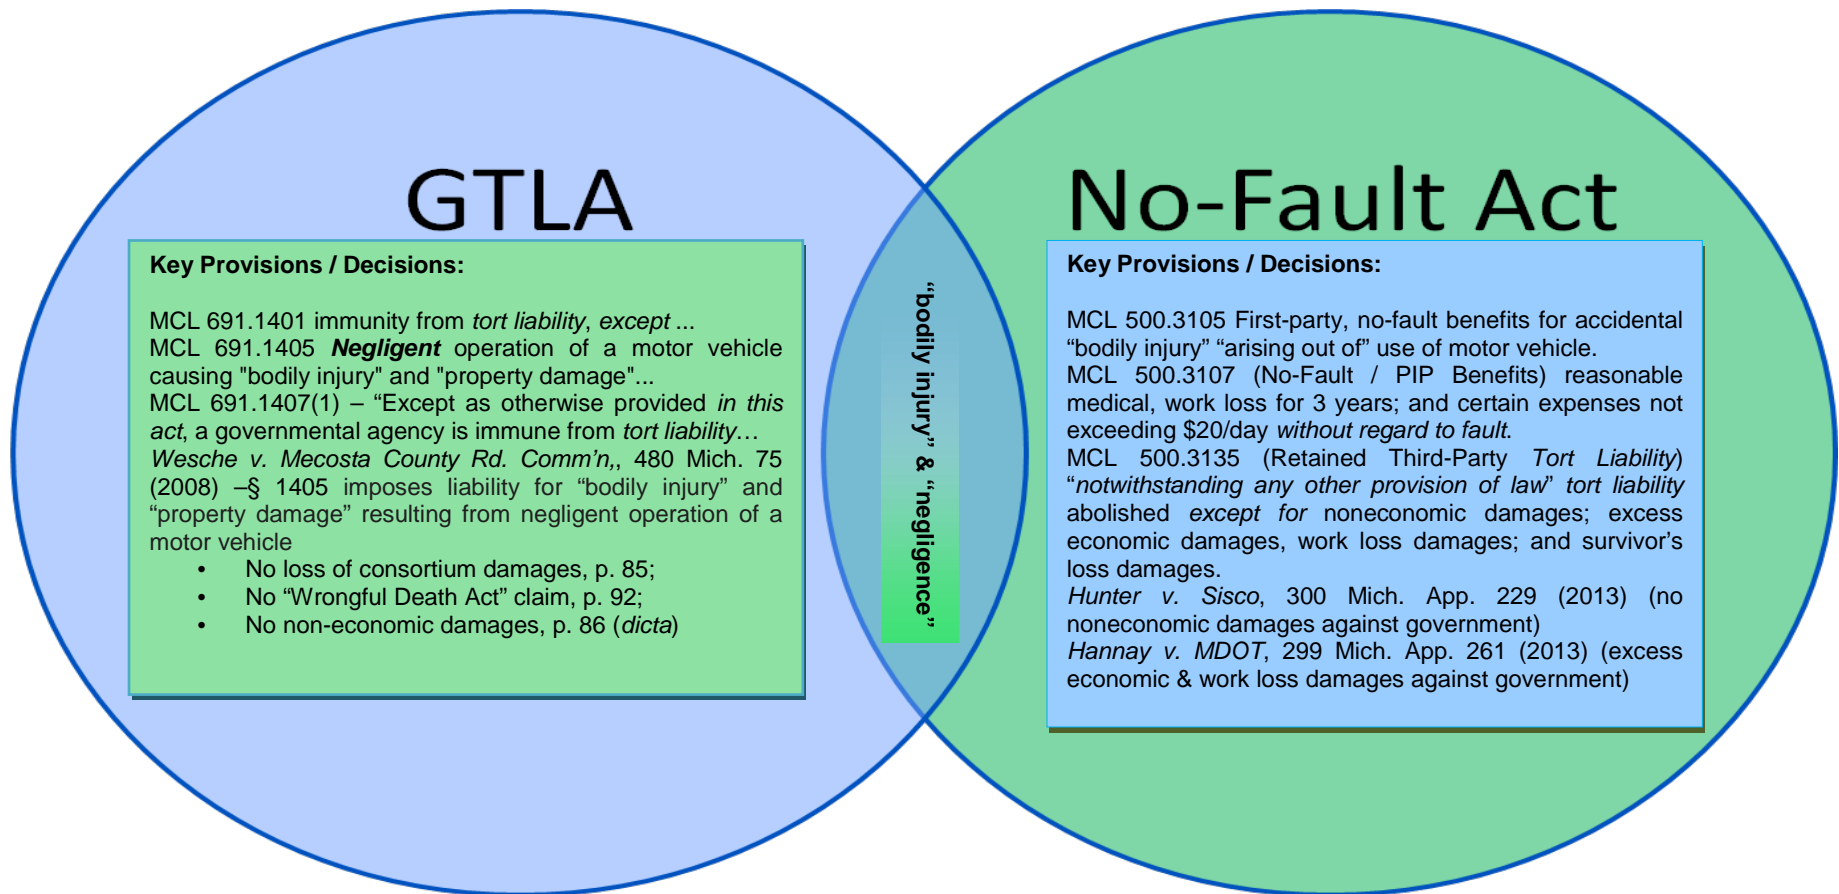 GTLA
Key Provisions / Decisions:
MCL 691.1401 immunity from tort liability, except ...
MCL 691.1405 Negligent operation of a motor vehicle
causing "bodily injury" and "property damage"...
MCL 691.1407(1) – “Except as otherwise provided in this
act, a governmental agency is immune from tort liability…
Wesche v. Mecosta County Rd. Comm’n,, 480 Mich. 75
(2008) –§ 1405 imposes liability for “bodily injury” and
“property damage” resulting from negligent operation of a
motor vehicle
• No loss of consortium damages, p. 85;
• No “Wrongful Death Act” claim, p. 92;
• No non-economic damages, p. 86 (dicta)
“bodily injury” & “negligence”
No-Fault Act
Key Provisions / Decisions:
MCL 500.3105 First-party, no-fault benefits for accidental
“bodily injury” “arising out of” use of motor vehicle.
MCL 500.3107 (No-Fault / PIP Benefits) reasonable
medical, work loss for 3 years; and certain expenses not
exceeding $20/day without regard to fault.
MCL 500.3135 (Retained Third-Party Tort Liability)
“notwithstanding any other provision of law” tort liability
abolished except for noneconomic damages; excess
economic damages, work loss damages; and survivor’s
loss damages.
Hunter v. Sisco, 300 Mich. App. 229 (2013) (no
noneconomic damages against government)
Hannay v. MDOT, 299 Mich. App. 261 (2013) (excess
economic & work loss damages against government)